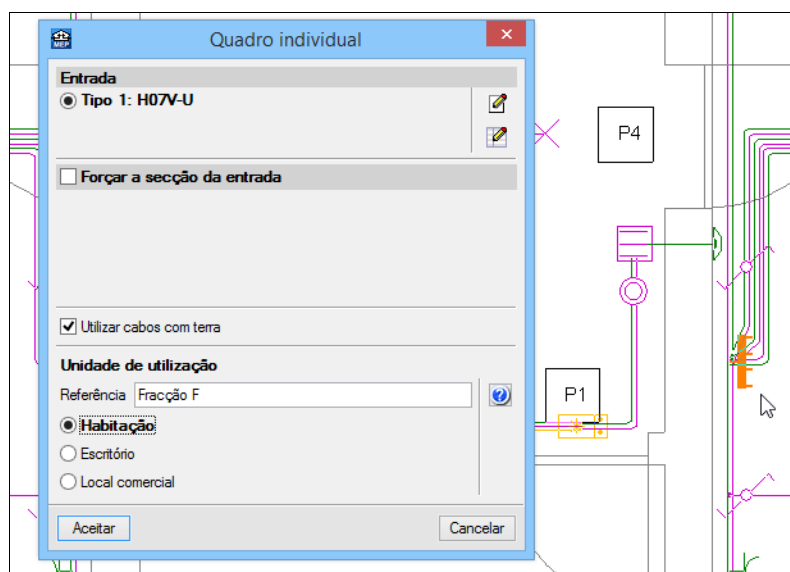 MEP
Quadro individual
Entrada
Tipo 1: H07V-U
Forçar a secção da entrada
Utilizar cabos com terra
Unidade de utilização
Referência Fracção F
Habitação
Escritório
Local comercial
Aceitar Cancelar
P4
P1